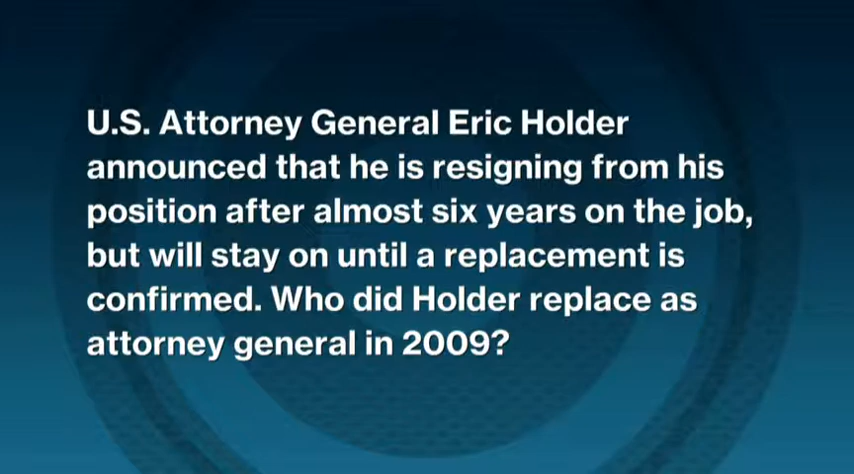 U.S. Attorney General Eric Holder
announced that he is resigning from his
position after almost six years on the job,
but will stay on until a replacement is
confirmed. Who did Holder replace as
attorney general in 2009?